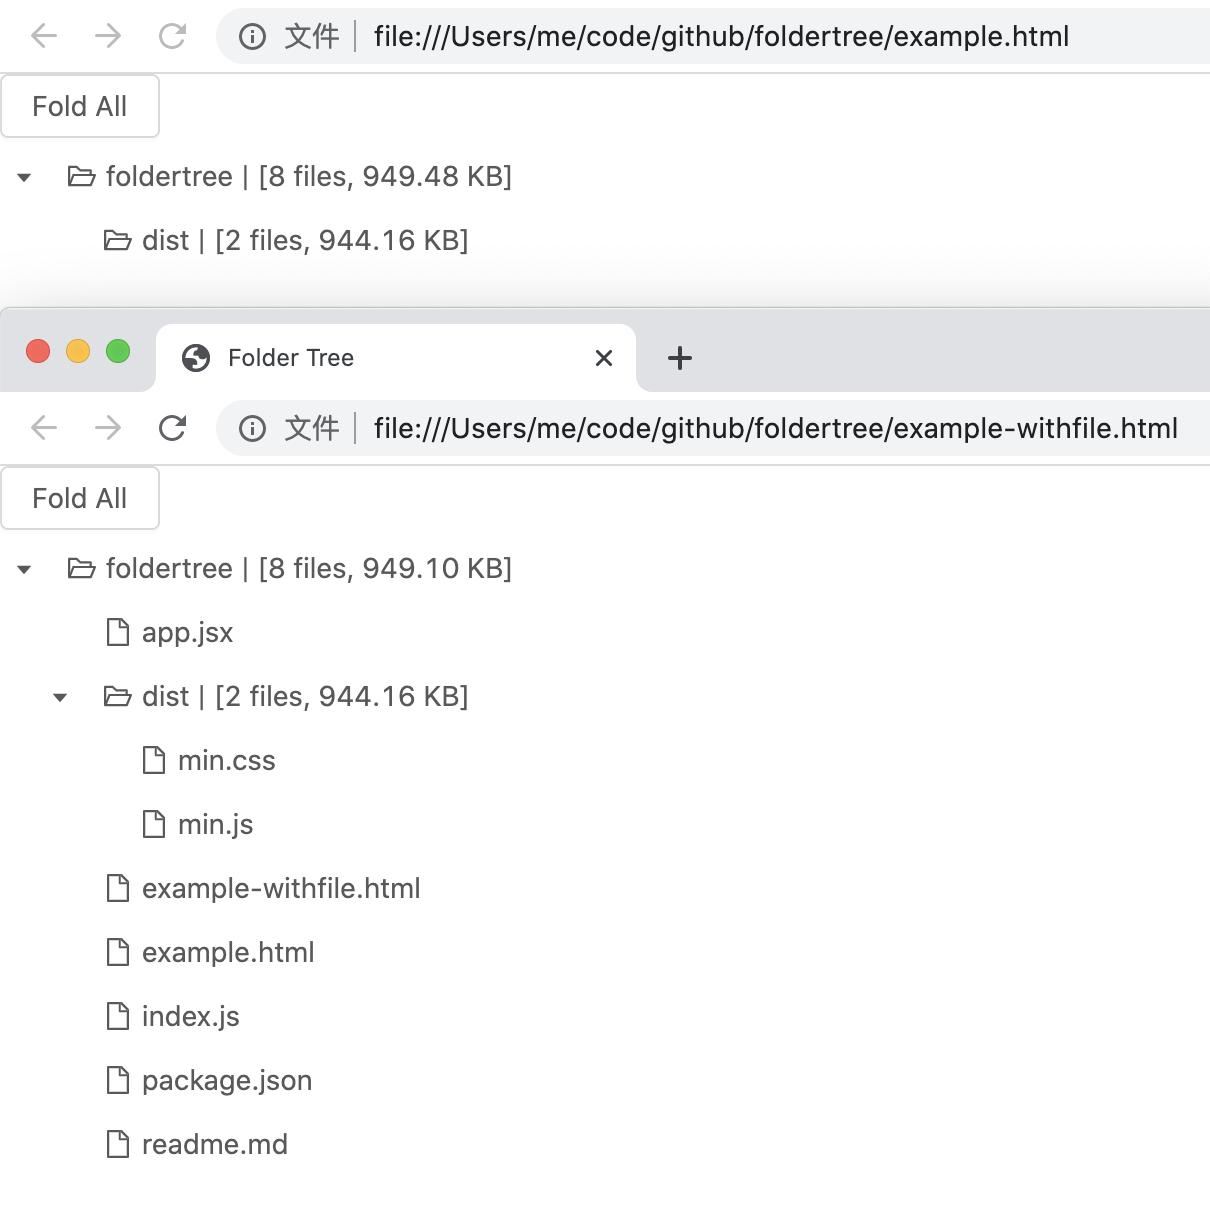 文件 file:///Users/me/code/github/foldertree/example.html
Fold All
foldertree | [8 files, 949.48 KB]
dist | [2 files, 944.16 KB]
Folder Tree
文件 file:///Users/me/code/github/foldertree/example-withfile.html
Fold All
foldertree | [8 files, 949.10 KB]
app.jsx
dist | [2 files, 944.16 KB]
min.css
min.js
example-withfile.html
example.html
index.js
package.json
readme.md